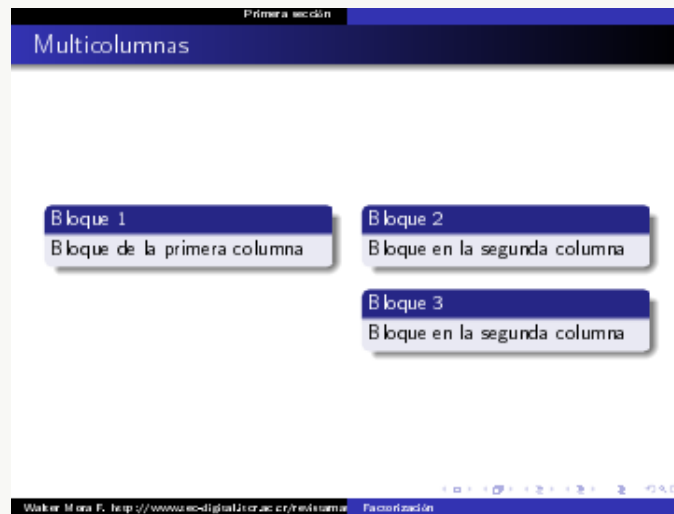 Primera sección
Multicolumnas
Bloque 1
Bloque de la primera columna
Bloque 2
Bloque en la segunda columna
Bloque 3
Bloque en la segunda columna
Walter Mora F.
Factorización